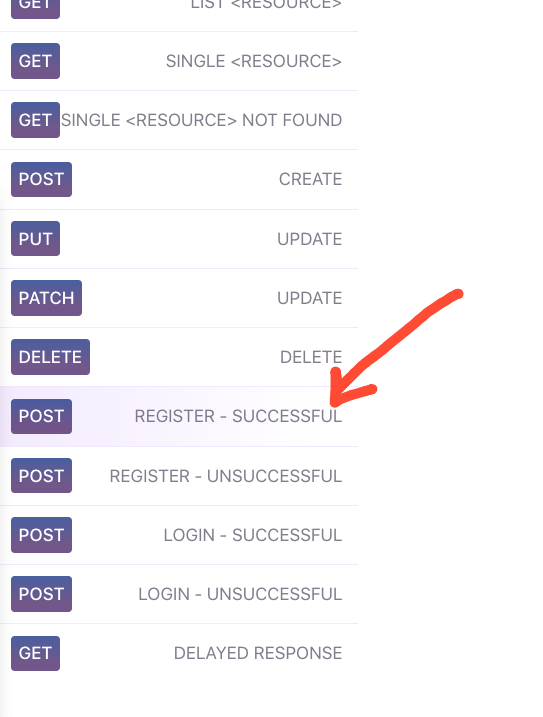 GET LIST <RESOURCE>
GET SINGLE <RESOURCE>
GET SINGLE <RESOURCE> NOT FOUND
POST CREATE
PUT UPDATE
PATCH UPDATE
DELETE DELETE
POST REGISTER - SUCCESSFUL
POST REGISTER - UNSUCCESSFUL
POST LOGIN - SUCCESSFUL
POST LOGIN - UNSUCCESSFUL
GET DELAYED RESPONSE